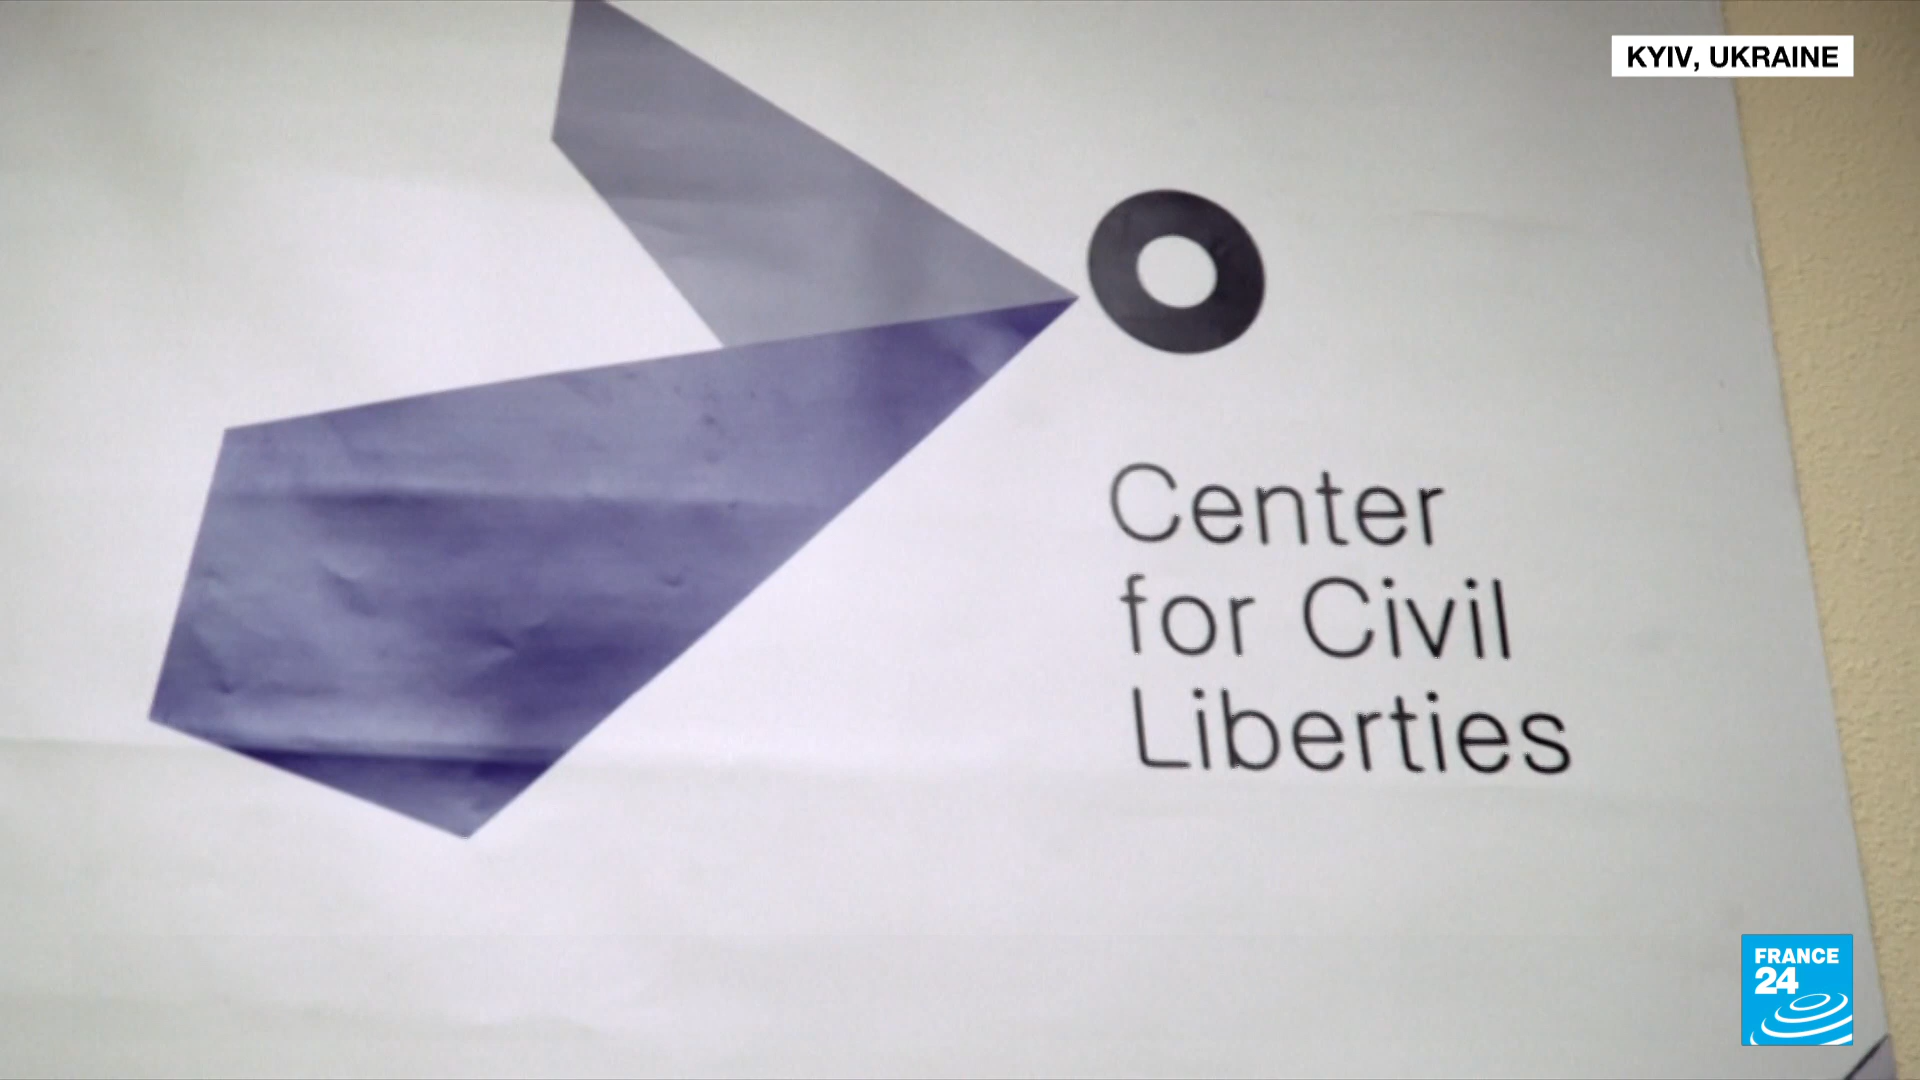 KYIV, UKRAINE
Center
for Civil
Liberties
FRANCE
24